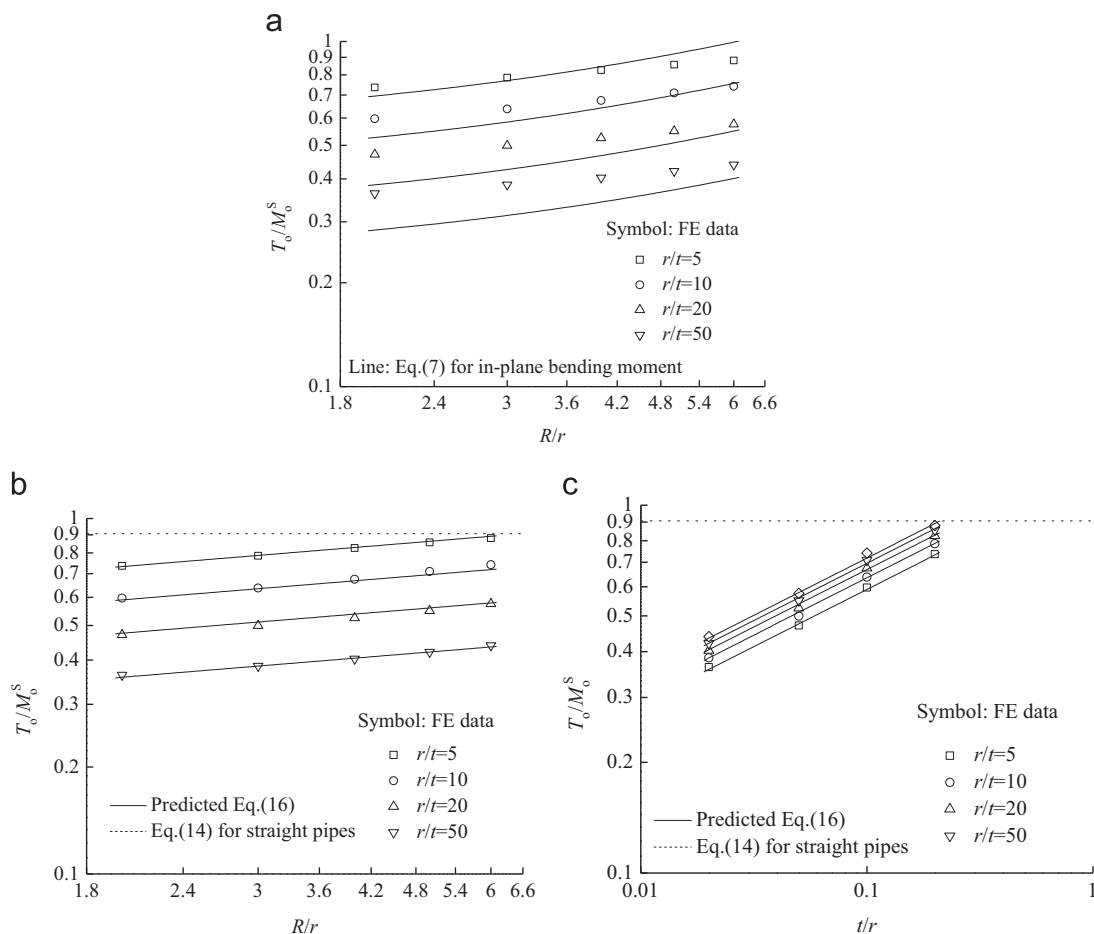 a
1
0.9
0.8
0.7
0.6
0.5
0.4
0.3
0.2
0.1
T_o/M_o^S
Symbol: FE data
r/t=5
r/t=10
r/t=20
r/t=50
Line: Eq.(7) for in-plane bending moment
1.8 2.4 3 3.6 4.2 4.8 5.4 6 6.6
R/r
b
1
0.9
0.8
0.7
0.6
0.5
0.4
0.3
0.2
0.1
T_o/M_o^S
Symbol: FE data
r/t=5
r/t=10
r/t=20
r/t=50
Predicted Eq.(16)
Eq.(14) for straight pipes
1.8 2.4 3 3.6 4.2 4.8 5.4 6 6.6
R/r
c
1
0.9
0.8
0.7
0.6
0.5
0.4
0.3
0.2
0.1
T_o/M_o^S
Symbol: FE data
r/t=5
r/t=10
r/t=20
r/t=50
Predicted Eq.(16)
Eq.(14) for straight pipes
0.01 0.1 1
t/r